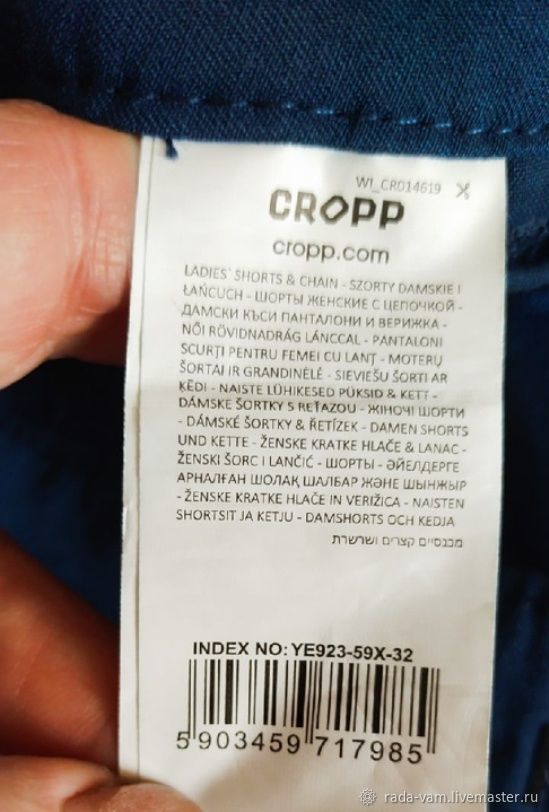 WI_CR014619
CROPP
cropp.com
LADIES' SHORTS & CHAIN - SZORTY DAMSKIE I
ŁAŃCUCH - ШОРТЫ ЖЕНСКИЕ С ЦЕПОЧКОЙ -
ДАМСКИ КЪСИ ПАНТАЛОНИ И ВЕРИЖКА -
NŐI RÖVIDNADRÁG LÁNCCAL - PANTALONI
SCURȚI PENTRU FEMEI CU LANȚ - MOTERŲ
ŠORTAI IR GRANDINĖLĖ - SIEVIEŠU ŠORTI AR
ĶĒDI - NAISTE LÜHIKESED PÜKSID & KETT -
DÁMSKE ŠORTKY S REŤAZOU - ЖІНОЧІ ШОРТИ
- DÁMSKÉ ŠORTKY & ŘETÍZEK - DAMEN SHORTS
UND KETTE - ŽENSKE KRATKE HLAČE & LANAC -
ŽENSKI ŠORC I LANČIĆ - ШОРТЫ - ӘЙЕЛДЕРГЕ
АРНАЛҒАН ШОЛАҚ ШАЛБАР ЖӘНЕ ШЫНЖЫР
- ŽENSKE KRATKE HLAČE IN VERIŽICA - NAISTEN
SHORTSIT JA KETJU - DAMSHORTS OCH KEDJA
מכנסיים קצרים ושרשרת
INDEX NO: YE923-59X-32
5 903459 717985
rada-vam.livemaster.ru